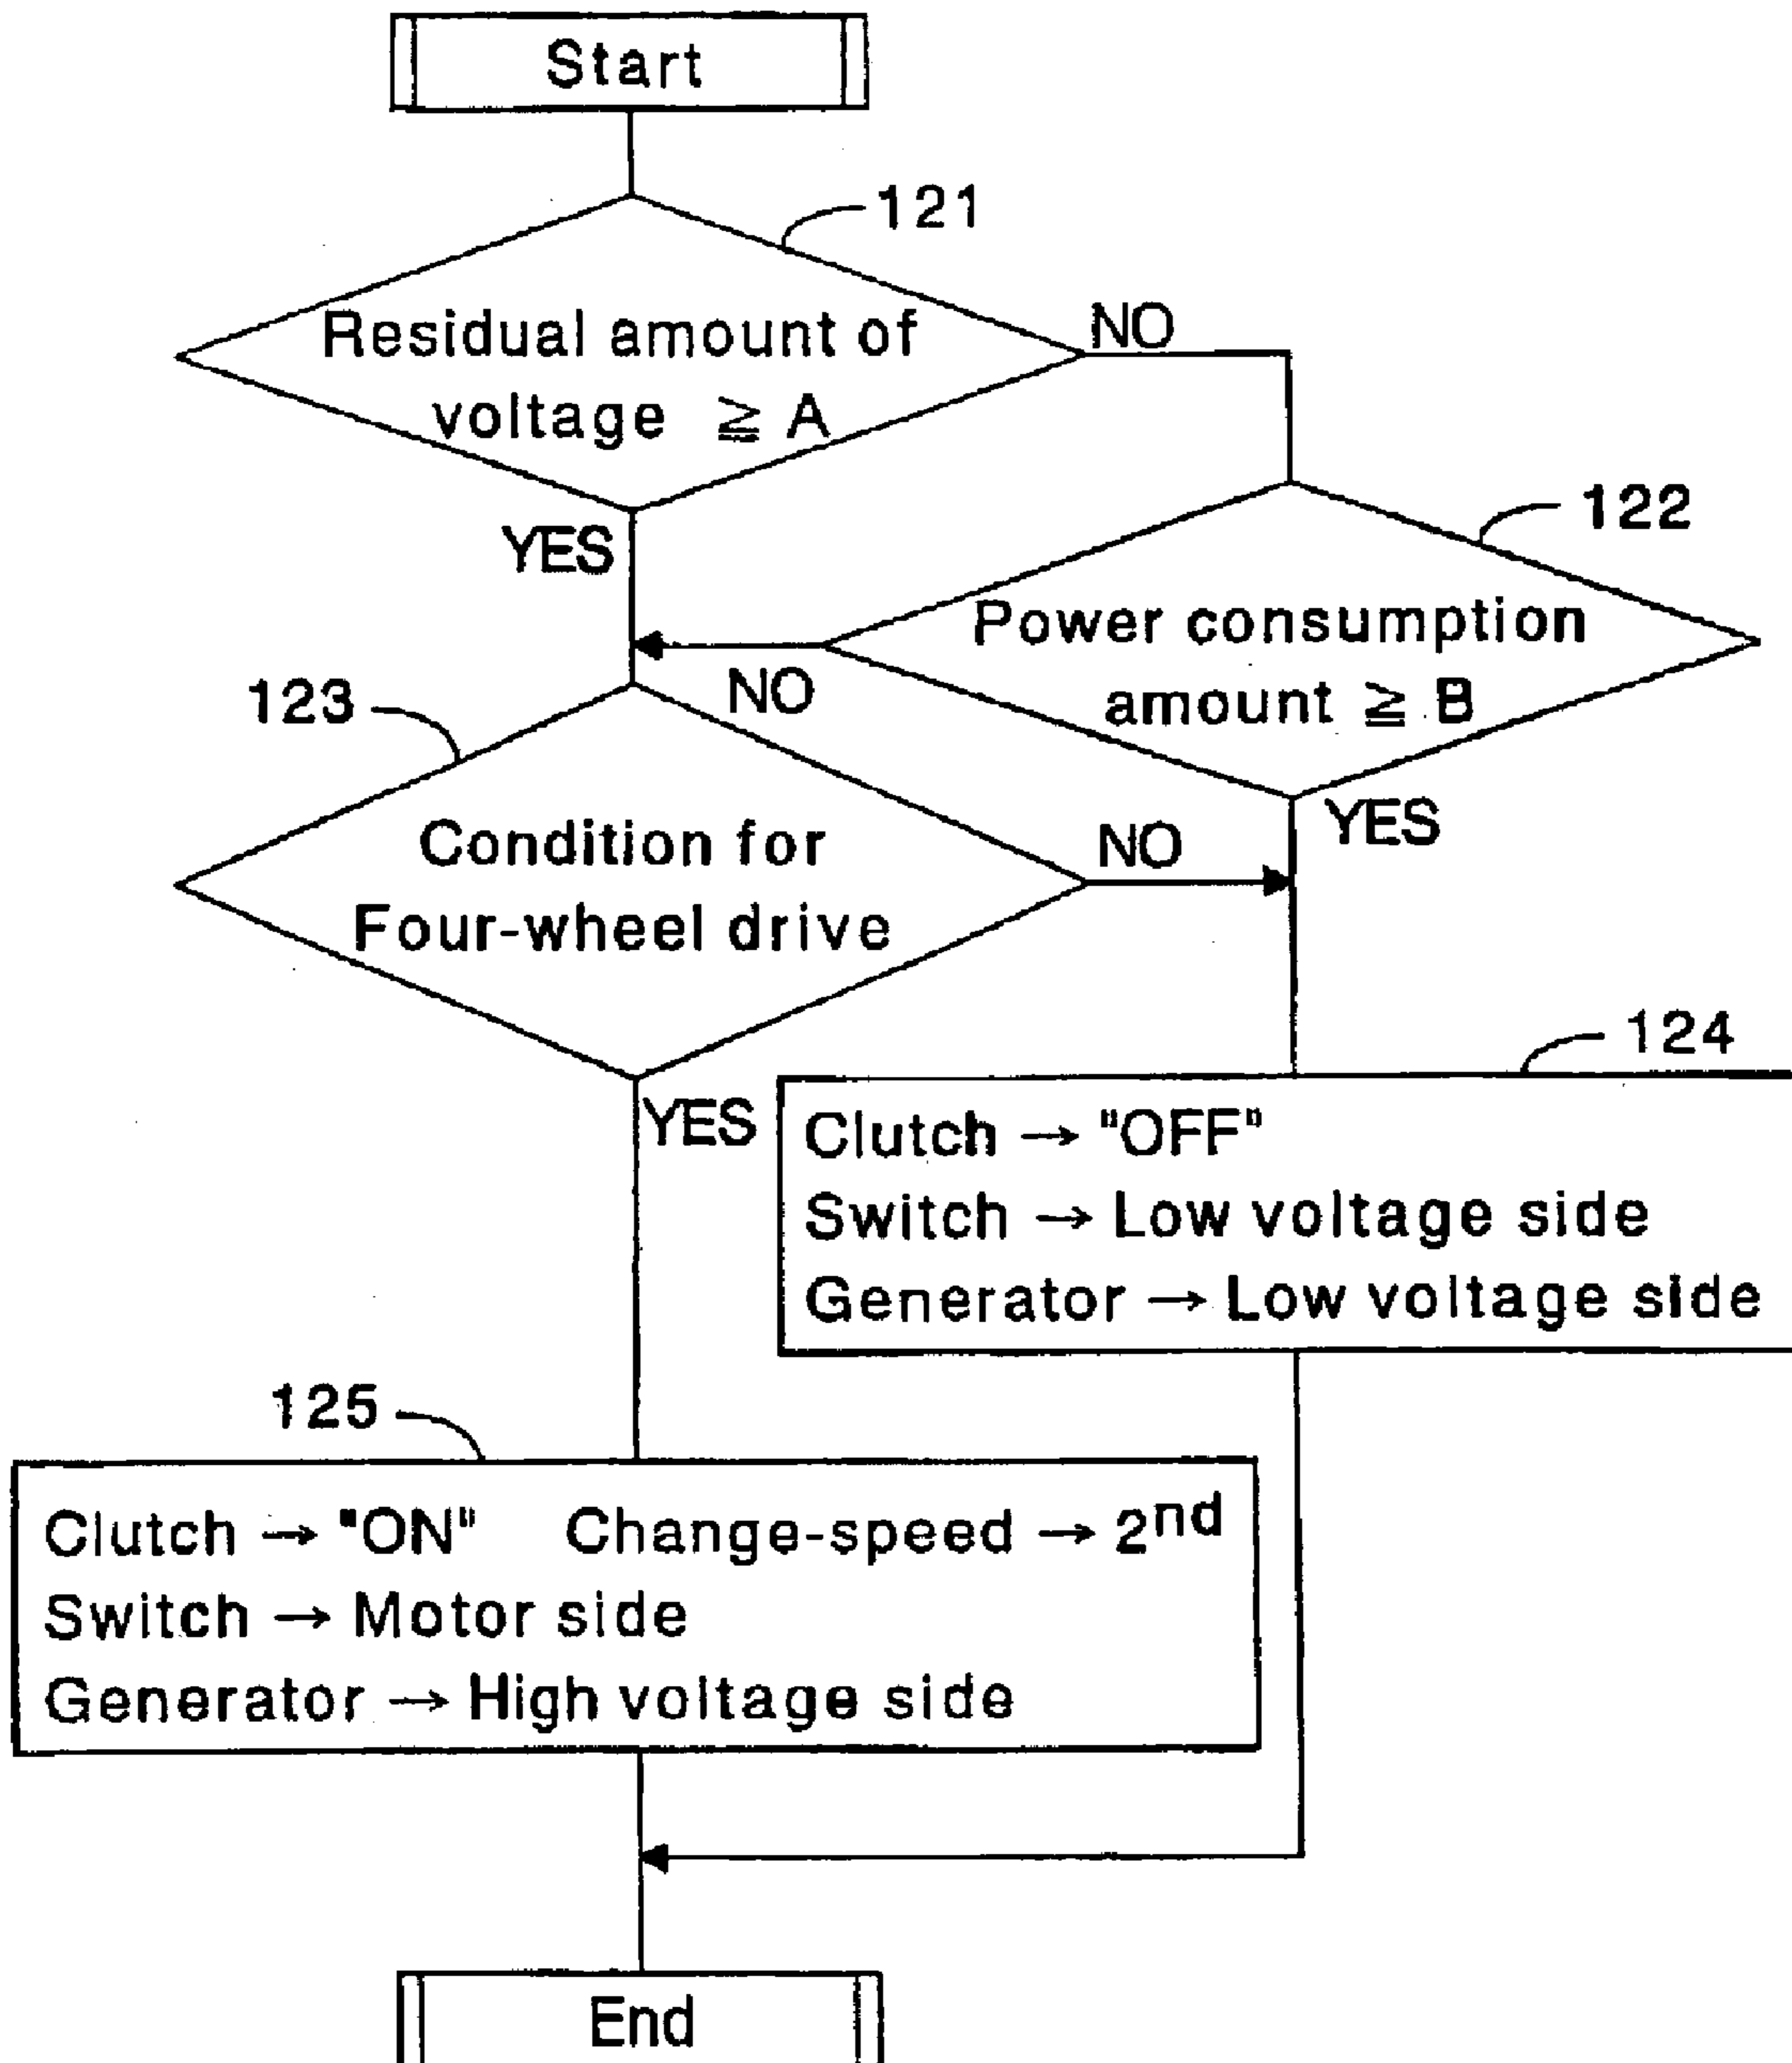 Start
121
Residual amount of
voltage ≧ A
NO
YES
122
Power consumption
amount ≧ B
NO
YES
123
Condition for
Four-wheel drive
NO
YES
124
Clutch → "OFF"
Switch → Low voltage side
Generator → Low voltage side
125
Clutch → "ON" Change-speed → 2nd
Switch → Motor side
Generator → High voltage side
End